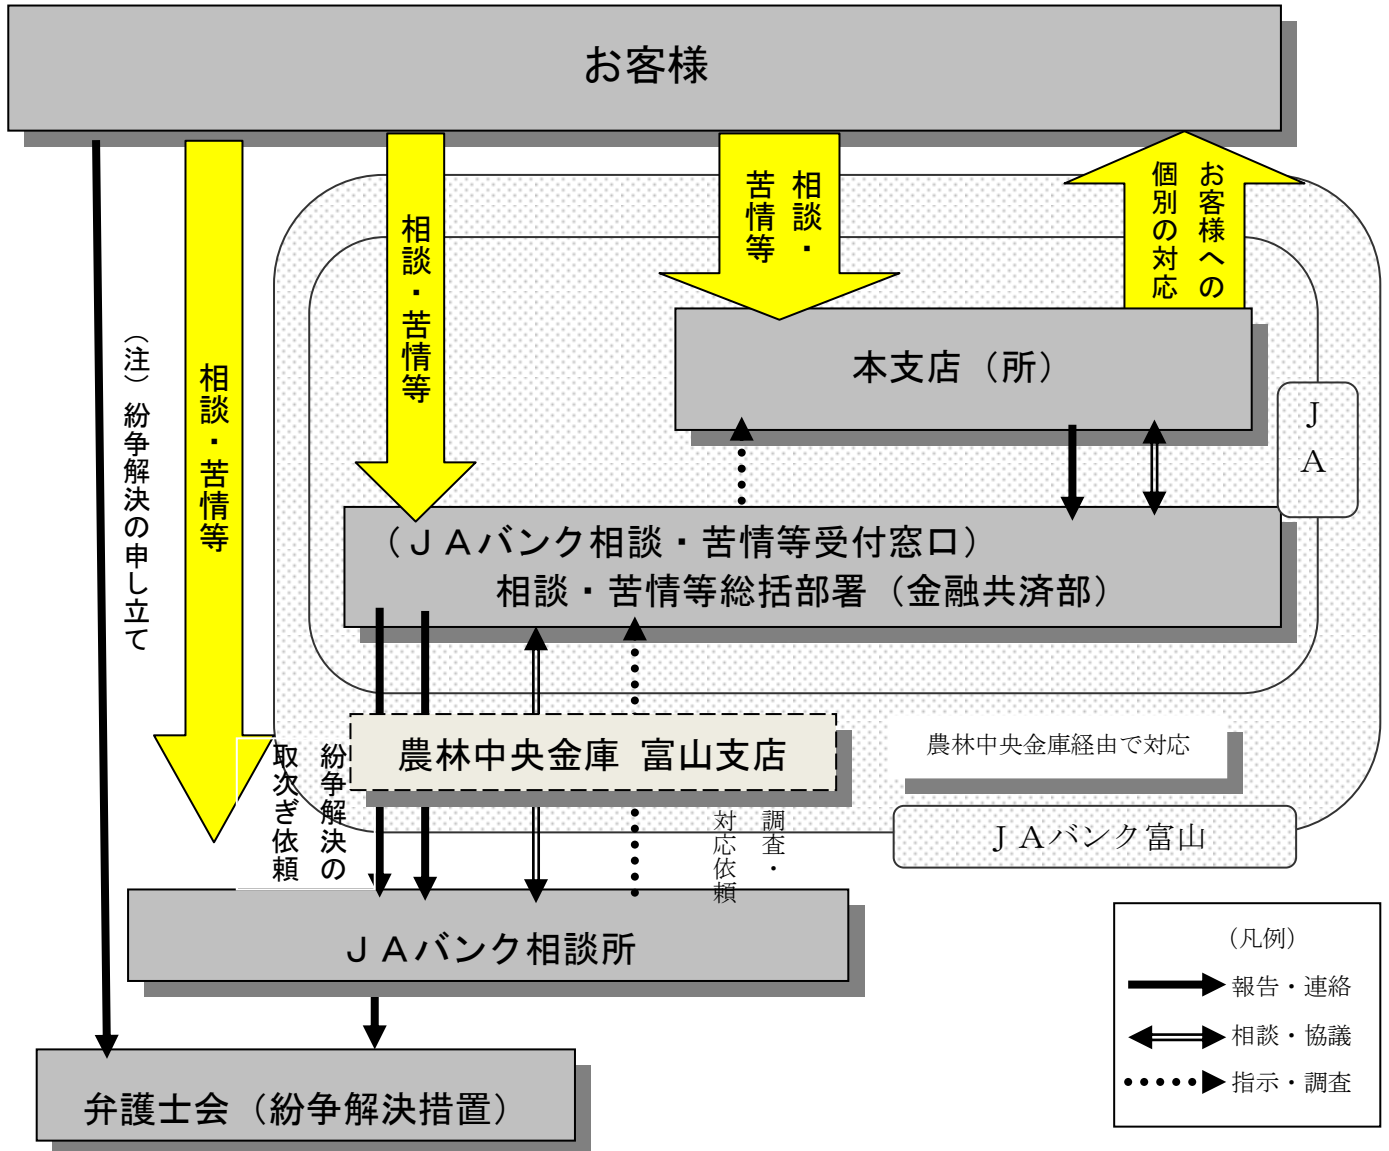 お客様
相談・
苦情等
お客様への
個別の対応
相談・苦情等
相談・苦情等
（注）紛争解決の申し立て
本支店（所）
ＪＡ
（ＪＡバンク相談・苦情等受付窓口）
相談・苦情等総括部署（金融共済部）
農林中央金庫 富山支店
農林中央金庫経由で対応
紛争解決の
取次ぎ依頼
調査・
対応依頼
ＪＡバンク富山
ＪＡバンク相談所
弁護士会（紛争解決措置）
（凡例）
報告・連絡
相談・協議
指示・調査